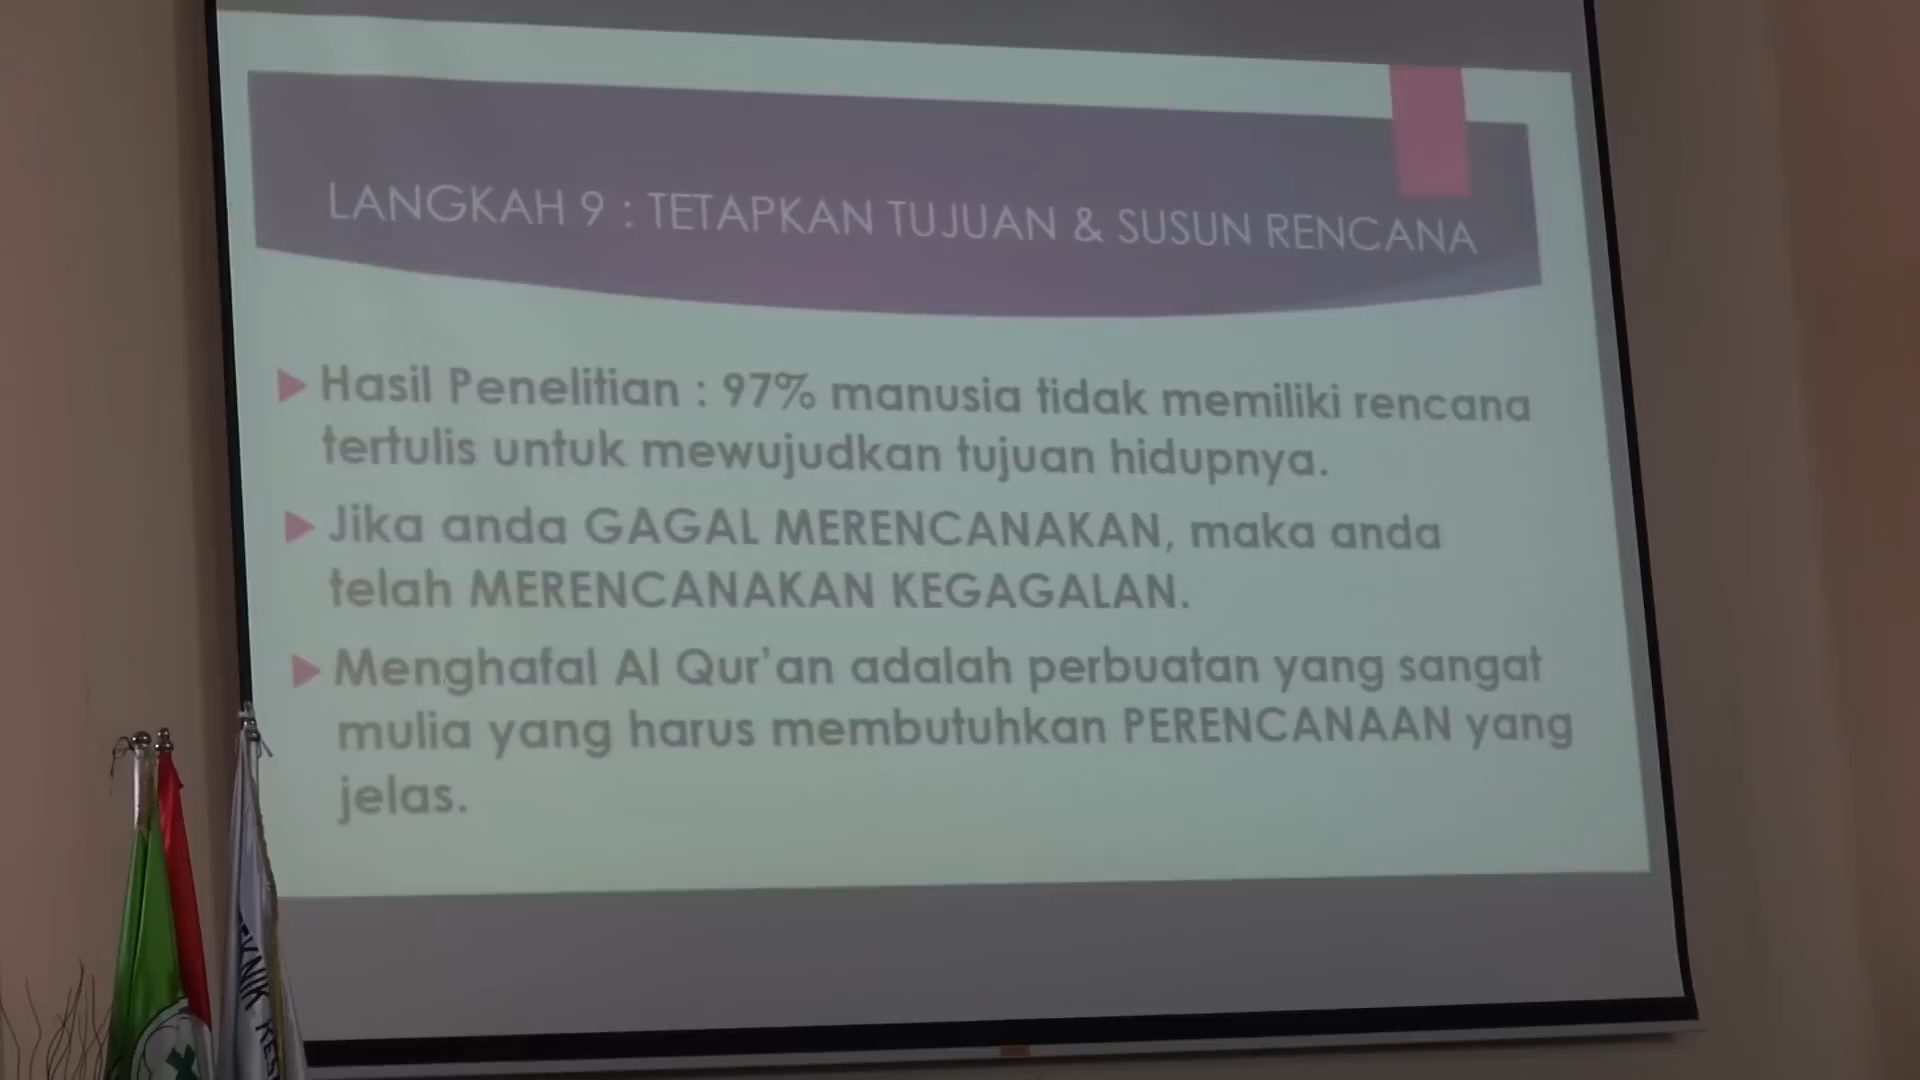 LANGKAH 9 : TETAPKAN TUJUAN & SUSUN RENCANA
Hasil Penelitian : 97% manusia tidak memiliki rencana
tertulis untuk mewujudkan tujuan hidupnya.
Jika anda GAGAL MERENCANAKAN, maka anda
telah MERENCANAKAN KEGAGALAN.
Menghafal Al Qur'an adalah perbuatan yang sangat
mulia yang harus membutuhkan PERENCANAAN yang
jelas.